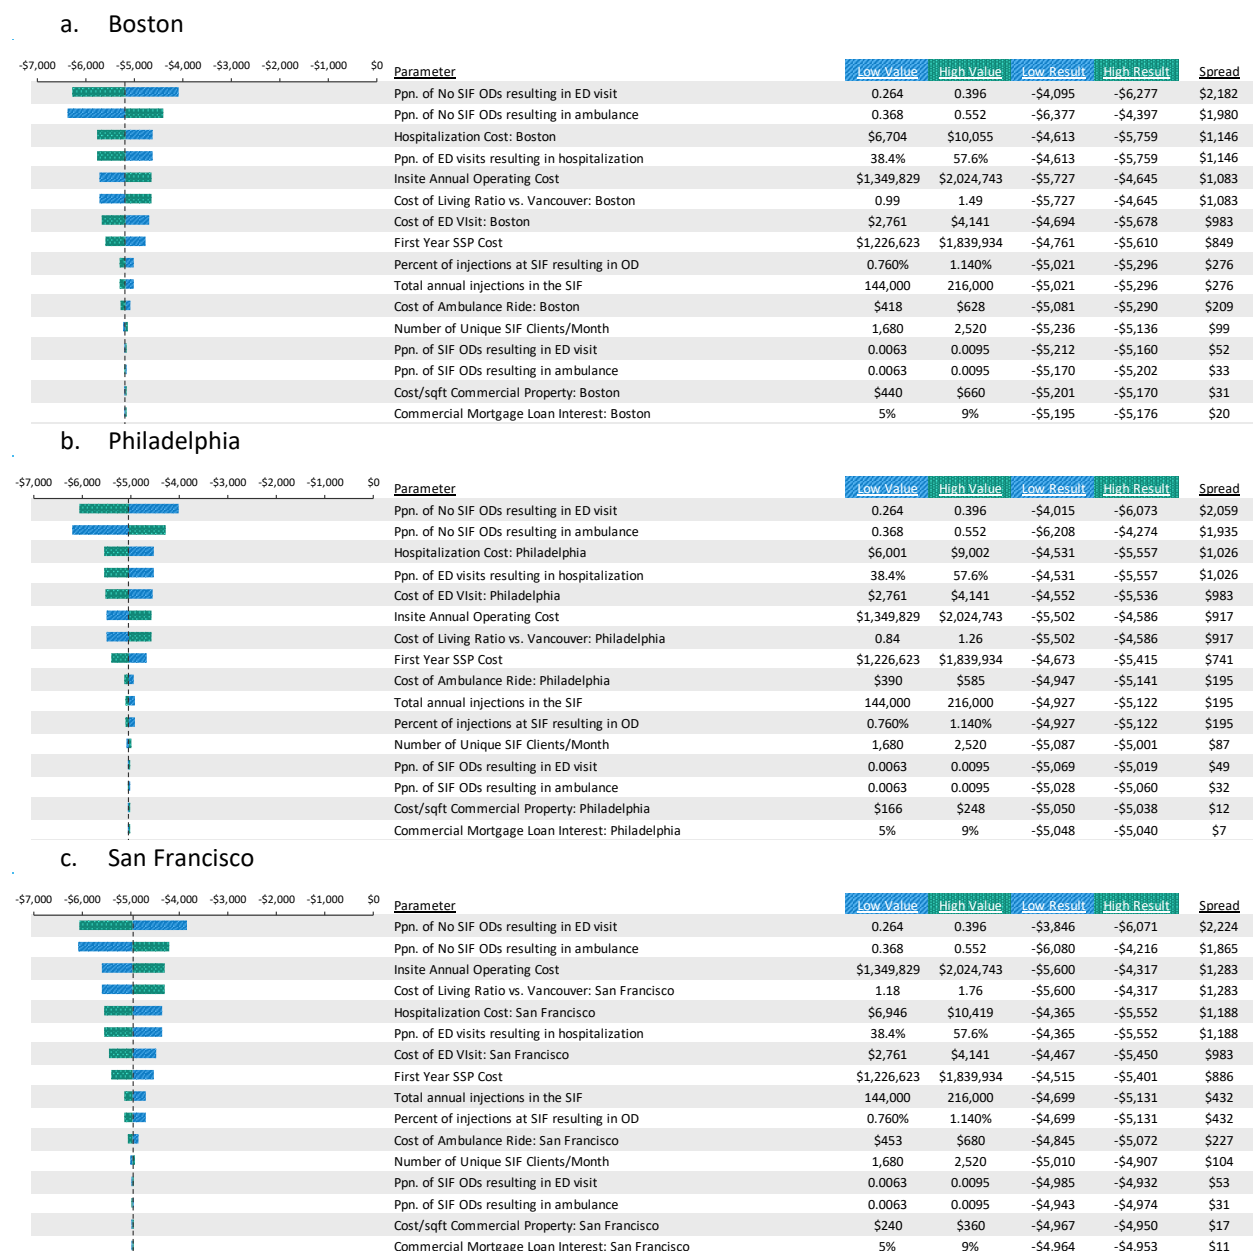 a. Boston
-$7,000 -$6,000 -$5,000 -$4,000 -$3,000 -$2,000 -$1,000 $0
Parameter Low Value High Value Low Result High Result Spread
Ppn. of No SIF ODs resulting in ED visit 0.264 0.396 -$4,095 -$6,277 $2,182
Ppn. of No SIF ODs resulting in ambulance 0.368 0.552 -$6,377 -$4,397 $1,980
Hospitalization Cost: Boston $6,704 $10,055 -$4,613 -$5,759 $1,146
Ppn. of ED visits resulting in hospitalization 38.4% 57.6% -$4,613 -$5,759 $1,146
Insite Annual Operating Cost $1,349,829 $2,024,743 -$5,727 -$4,645 $1,083
Cost of Living Ratio vs. Vancouver: Boston 0.99 1.49 -$5,727 -$4,645 $1,083
Cost of ED VIsit: Boston $2,761 $4,141 -$4,694 -$5,678 $983
First Year SSP Cost $1,226,623 $1,839,934 -$4,761 -$5,610 $849
Percent of injections at SIF resulting in OD 0.760% 1.140% -$5,021 -$5,296 $276
Total annual injections in the SIF 144,000 216,000 -$5,021 -$5,296 $276
Cost of Ambulance Ride: Boston $418 $628 -$5,081 -$5,290 $209
Number of Unique SIF Clients/Month 1,680 2,520 -$5,236 -$5,136 $99
Ppn. of SIF ODs resulting in ED visit 0.0063 0.0095 -$5,212 -$5,160 $52
Ppn. of SIF ODs resulting in ambulance 0.0063 0.0095 -$5,170 -$5,202 $33
Cost/sqft Commercial Property: Boston $440 $660 -$5,201 -$5,170 $31
Commercial Mortgage Loan Interest: Boston 5% 9% -$5,195 -$5,176 $20
b. Philadelphia
-$7,000 -$6,000 -$5,000 -$4,000 -$3,000 -$2,000 -$1,000 $0
Parameter Low Value High Value Low Result High Result Spread
Ppn. of No SIF ODs resulting in ED visit 0.264 0.396 -$4,015 -$6,073 $2,059
Ppn. of No SIF ODs resulting in ambulance 0.368 0.552 -$6,208 -$4,274 $1,935
Hospitalization Cost: Philadelphia $6,001 $9,002 -$4,531 -$5,557 $1,026
Ppn. of ED visits resulting in hospitalization 38.4% 57.6% -$4,531 -$5,557 $1,026
Cost of ED VIsit: Philadelphia $2,761 $4,141 -$4,552 -$5,536 $983
Insite Annual Operating Cost $1,349,829 $2,024,743 -$5,502 -$4,586 $917
Cost of Living Ratio vs. Vancouver: Philadelphia 0.84 1.26 -$5,502 -$4,586 $917
First Year SSP Cost $1,226,623 $1,839,934 -$4,673 -$5,415 $741
Cost of Ambulance Ride: Philadelphia $390 $585 -$4,947 -$5,141 $195
Total annual injections in the SIF 144,000 216,000 -$4,927 -$5,122 $195
Percent of injections at SIF resulting in OD 0.760% 1.140% -$4,927 -$5,122 $195
Number of Unique SIF Clients/Month 1,680 2,520 -$5,087 -$5,001 $87
Ppn. of SIF ODs resulting in ED visit 0.0063 0.0095 -$5,069 -$5,019 $49
Ppn. of SIF ODs resulting in ambulance 0.0063 0.0095 -$5,028 -$5,060 $32
Cost/sqft Commercial Property: Philadelphia $166 $248 -$5,050 -$5,038 $12
Commercial Mortgage Loan Interest: Philadelphia 5% 9% -$5,048 -$5,040 $7
c. San Francisco
-$7,000 -$6,000 -$5,000 -$4,000 -$3,000 -$2,000 -$1,000 $0
Parameter Low Value High Value Low Result High Result Spread
Ppn. of No SIF ODs resulting in ED visit 0.264 0.396 -$3,846 -$6,071 $2,224
Ppn. of No SIF ODs resulting in ambulance 0.368 0.552 -$6,080 -$4,216 $1,865
Insite Annual Operating Cost $1,349,829 $2,024,743 -$5,600 -$4,317 $1,283
Cost of Living Ratio vs. Vancouver: San Francisco 1.18 1.76 -$5,600 -$4,317 $1,283
Hospitalization Cost: San Francisco $6,946 $10,419 -$4,365 -$5,552 $1,188
Ppn. of ED visits resulting in hospitalization 38.4% 57.6% -$4,365 -$5,552 $1,188
Cost of ED VIsit: San Francisco $2,761 $4,141 -$4,467 -$5,450 $983
First Year SSP Cost $1,226,623 $1,839,934 -$4,515 -$5,401 $886
Total annual injections in the SIF 144,000 216,000 -$4,699 -$5,131 $432
Percent of injections at SIF resulting in OD 0.760% 1.140% -$4,699 -$5,131 $432
Cost of Ambulance Ride: San Francisco $453 $680 -$4,845 -$5,072 $227
Number of Unique SIF Clients/Month 1,680 2,520 -$5,010 -$4,907 $104
Ppn. of SIF ODs resulting in ED visit 0.0063 0.0095 -$4,985 -$4,932 $53
Ppn. of SIF ODs resulting in ambulance 0.0063 0.0095 -$4,943 -$4,974 $31
Cost/sqft Commercial Property: San Francisco $240 $360 -$4,967 -$4,950 $17
Commercial Mortgage Loan Interest: San Francisco 5% 9% -$4,964 -$4,953 $11